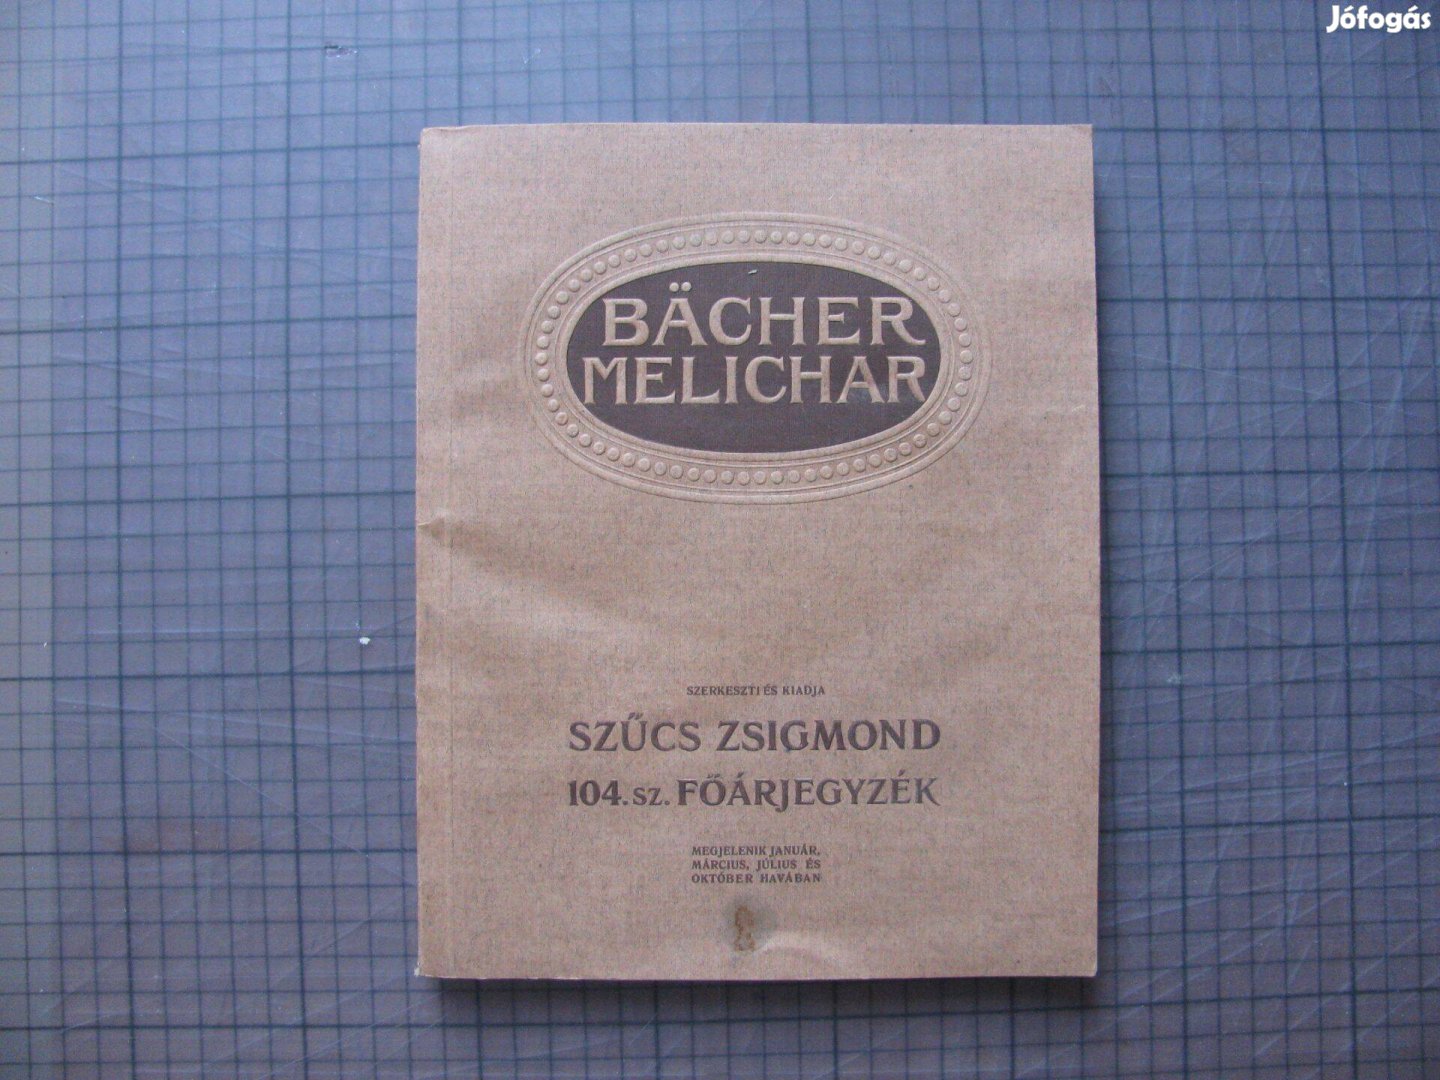 Jófogás
BÄCHER
MELICHAR
SZERKESZTI ÉS KIADJA
SZŰCS ZSIGMOND
104. SZ. FŐÁRJEGYZÉK
MEGJELENIK JANUÁR,
MÁRCIUS, JÚLIUS ÉS
OKTÓBER HAVÁBAN